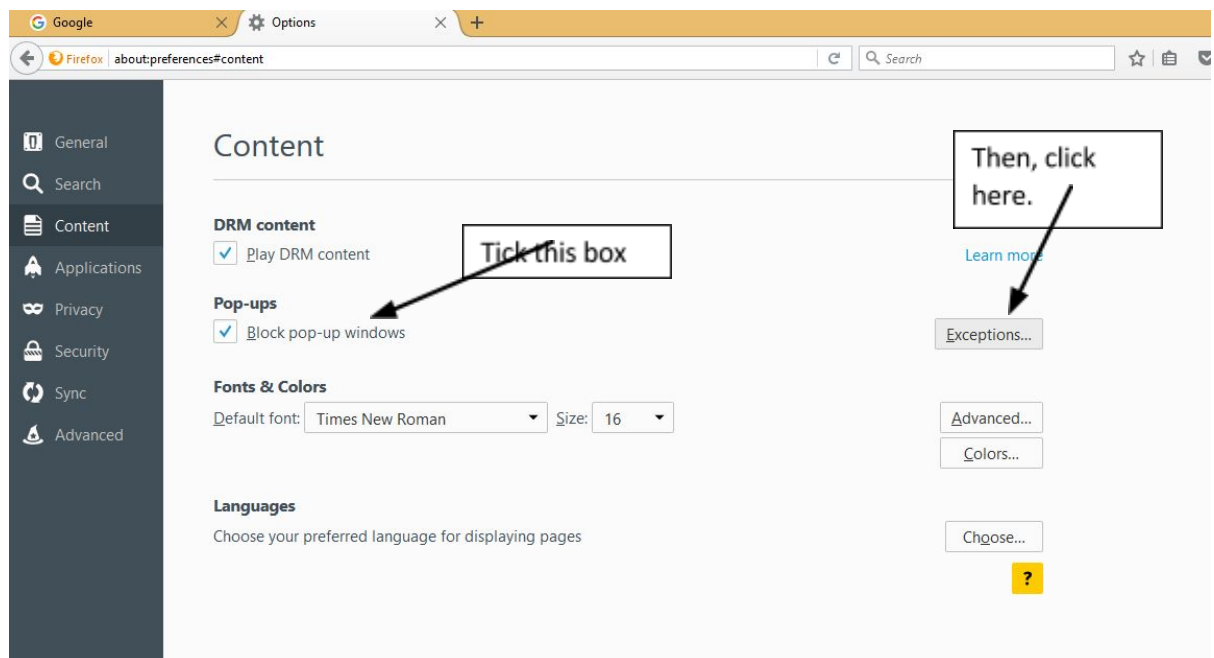 Google
Options
Firefox about:preferences#content
Search
General
Search
Content
Applications
Privacy
Security
Sync
Advanced
Content
Then, click
here.
DRM content
Play DRM content
Tick this box
Learn more
Pop-ups
Block pop-up windows
Exceptions...
Fonts & Colors
Default font: Times New Roman Size: 16
Advanced...
Colors...
Languages
Choose your preferred language for displaying pages
Choose...
?